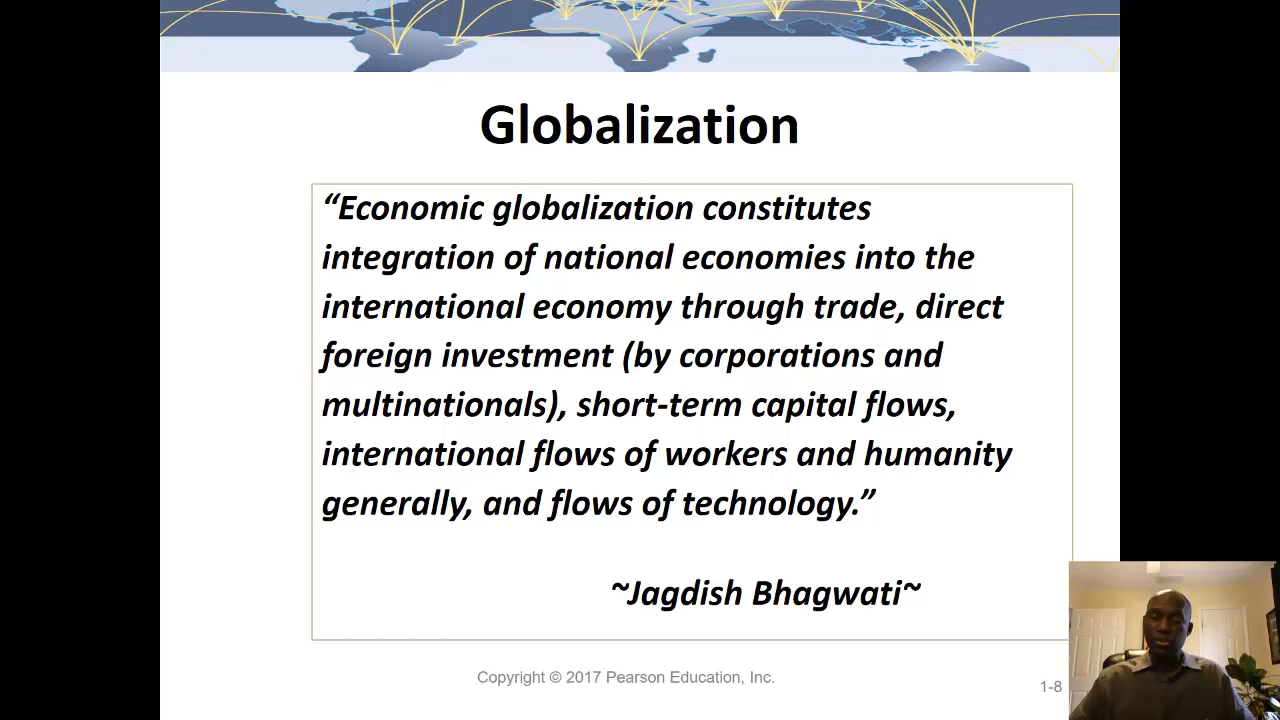 Globalization
“Economic globalization constitutes
integration of national economies into the
international economy through trade, direct
foreign investment (by corporations and
multinationals), short-term capital flows,
international flows of workers and humanity
generally, and flows of technology.”
~Jagdish Bhagwati~
Copyright © 2017 Pearson Education, Inc.
1-8